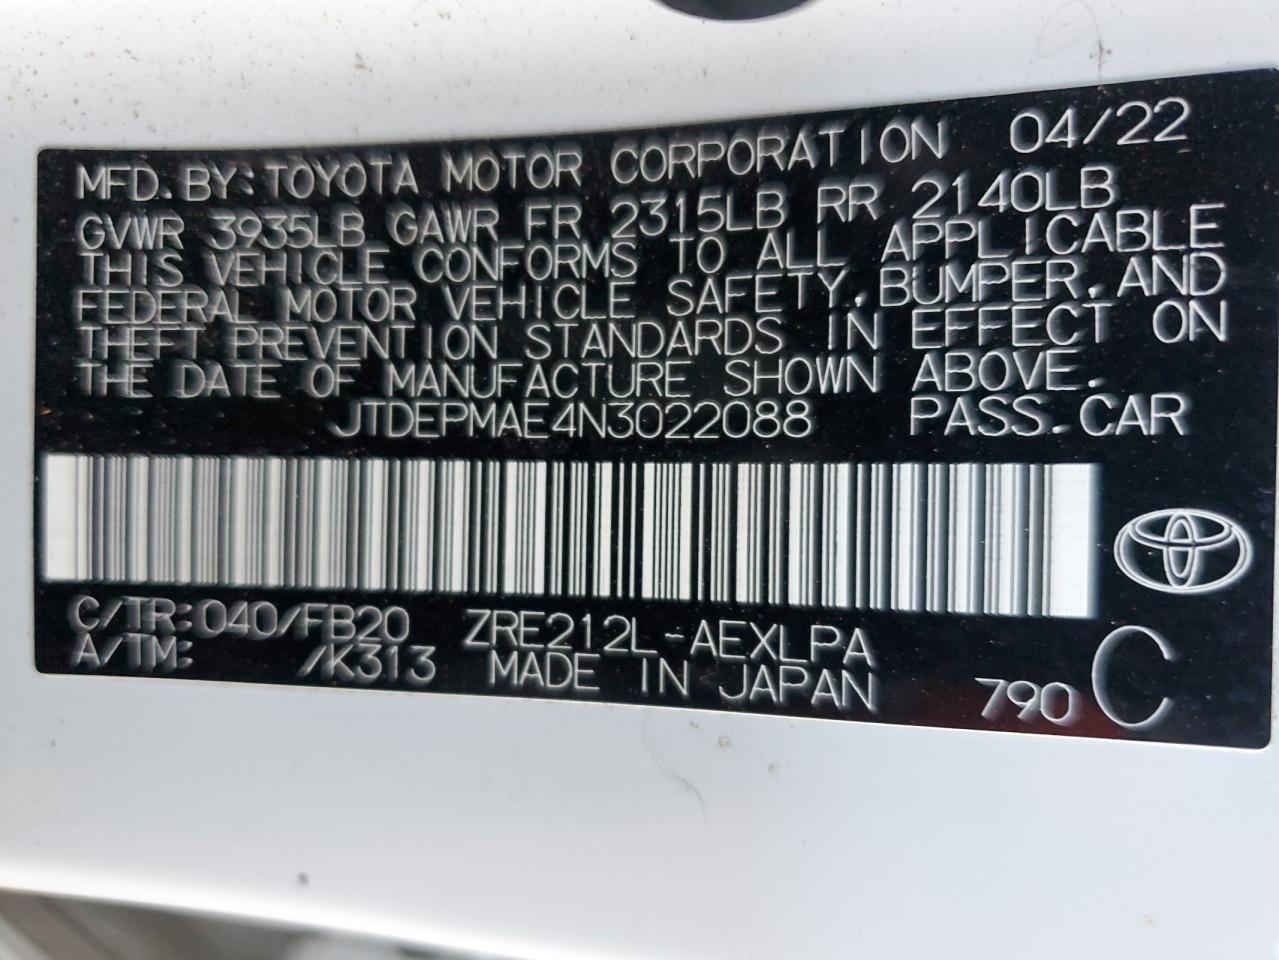 MFD. BY: TOYOTA MOTOR CORPORATION 04/22
GVWR 3935LB GAWR FR 2315LB RR 2140LB
THIS VEHICLE CONFORMS TO ALL APPLICABLE
FEDERAL MOTOR VEHICLE SAFETY, BUMPER, AND
THEFT PREVENTION STANDARDS IN EFFECT ON
THE DATE OF MANUFACTURE SHOWN ABOVE.
JTDEPMAE4N3022088 PASS. CAR
C/TR: 040/FB20 ZRE212L-AEXLPA
A/TM: /K313 MADE IN JAPAN 790 C